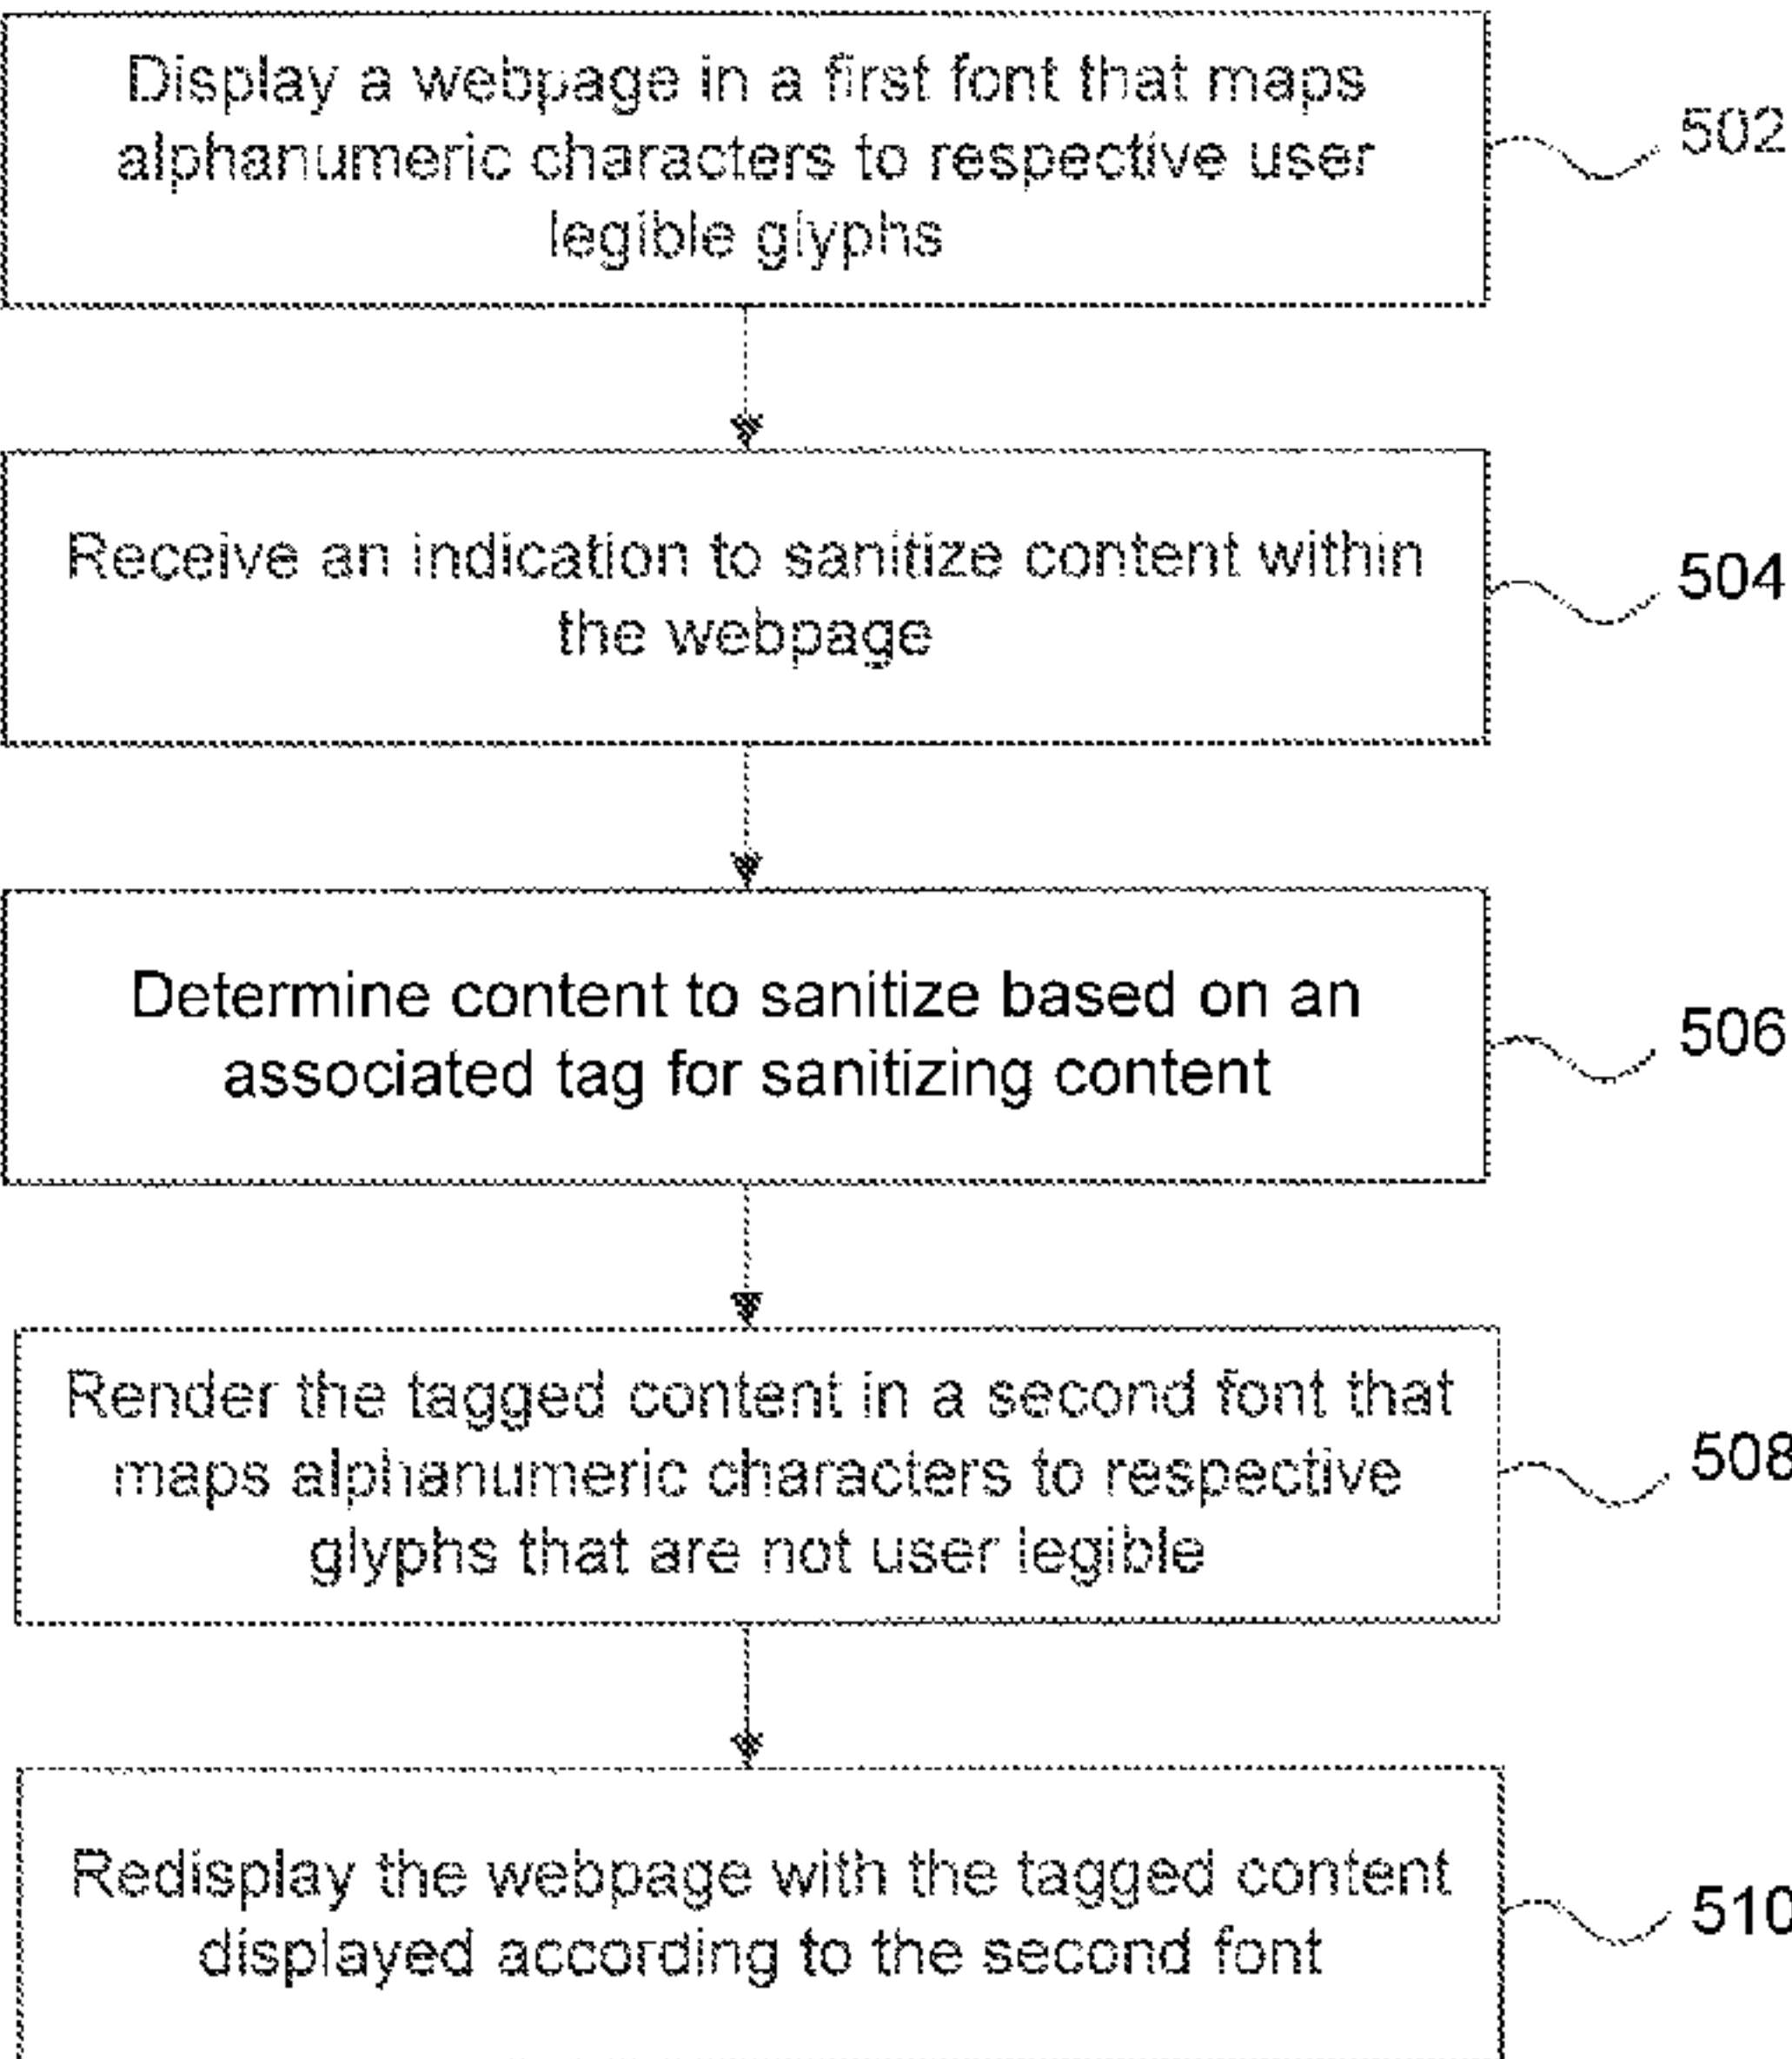 Display a webpage in a first font that maps
alphanumeric characters to respective user
legible glyphs
502
Receive an indication to sanitize content within
the webpage
504
Determine content to sanitize based on an
associated tag for sanitizing content
506
Render the tagged content in a second font that
maps alphanumeric characters to respective
glyphs that are not user legible
508
Redisplay the webpage with the tagged content
displayed according to the second font
510